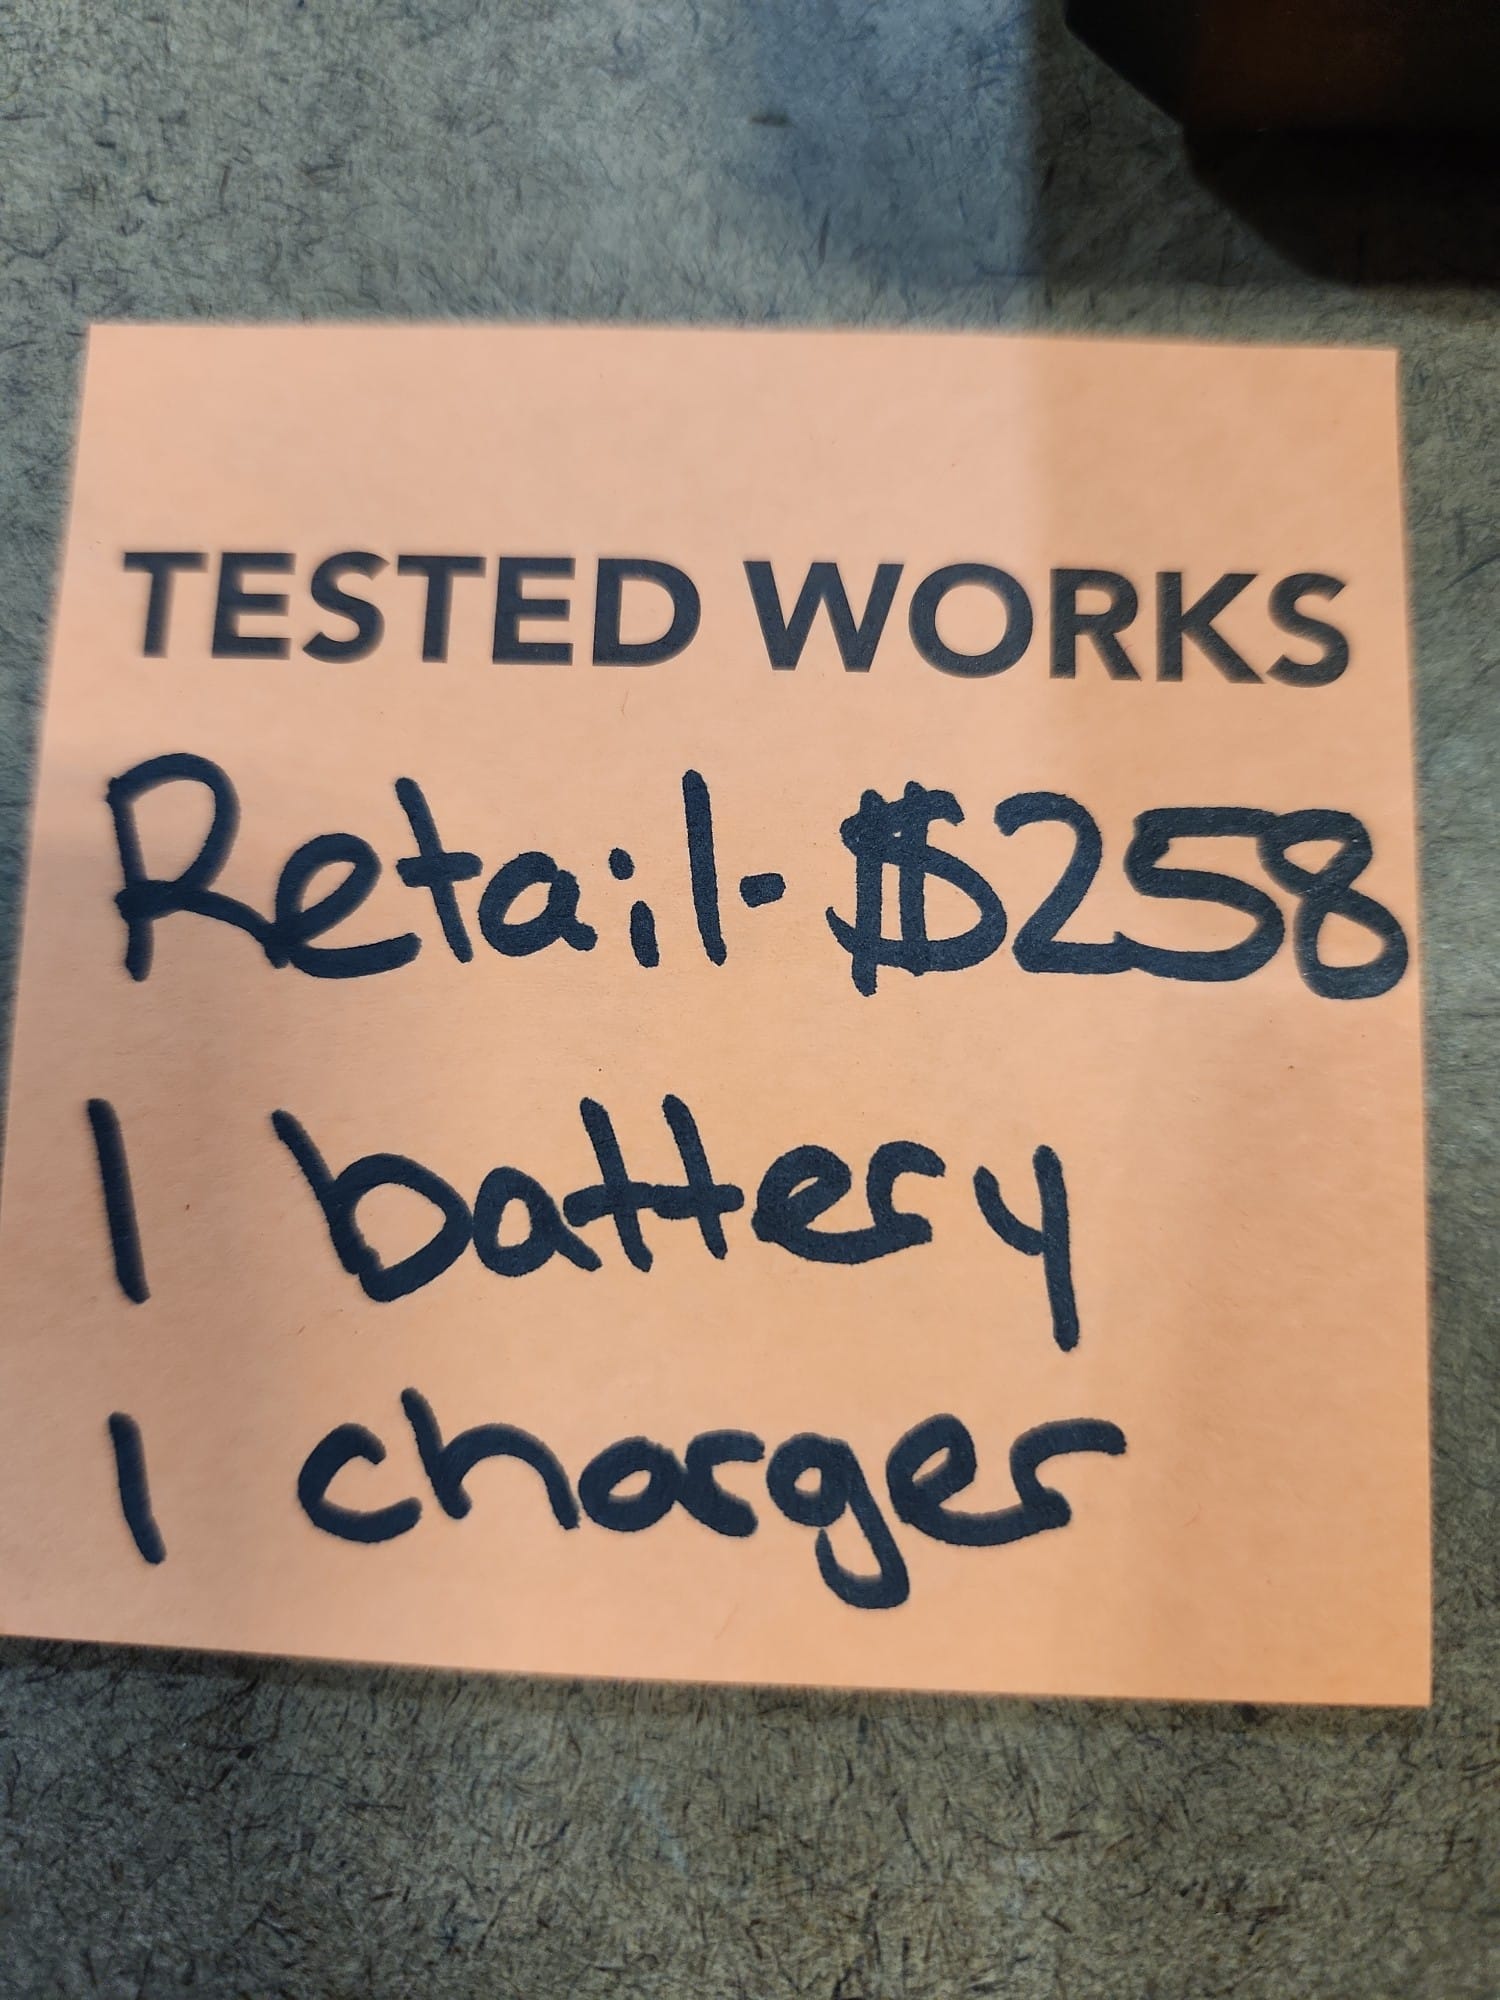 TESTED WORKS
Retail- $258
1 battery
1 charger